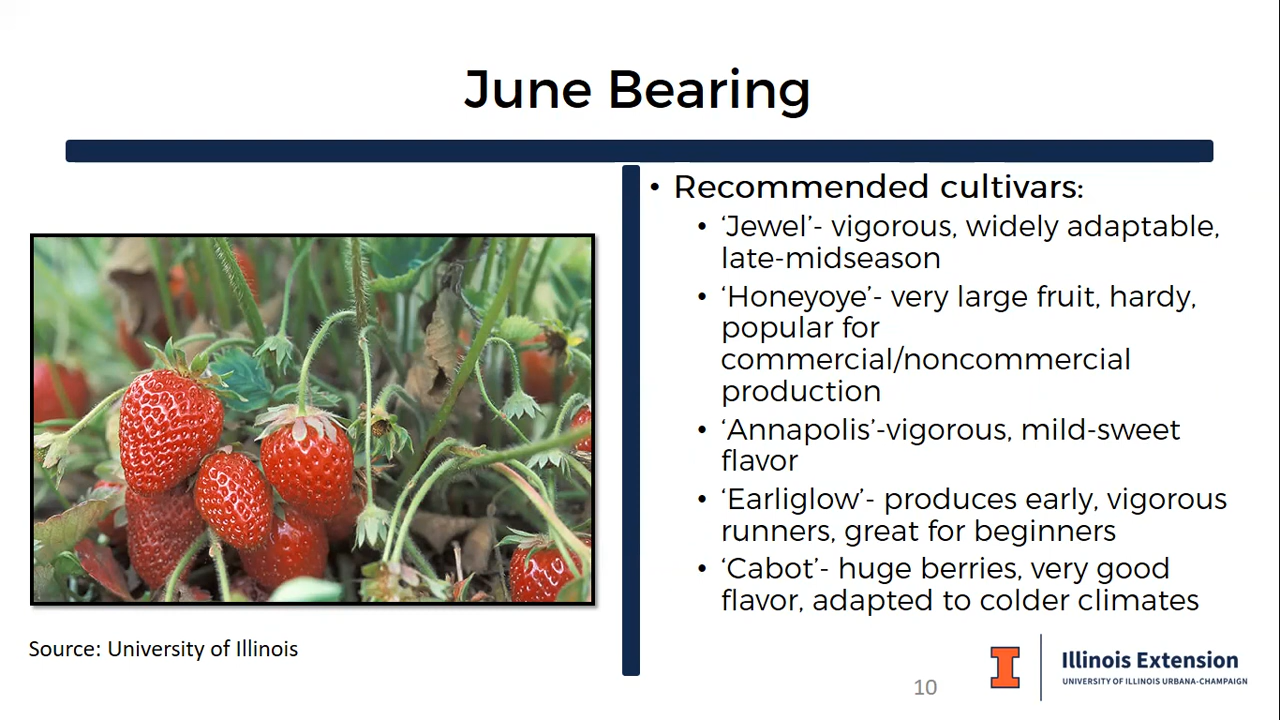 June Bearing
• Recommended cultivars:
• ‘Jewel’- vigorous, widely adaptable,
late-midseason
• ‘Honeyoye’- very large fruit, hardy,
popular for
commercial/noncommercial
production
• ‘Annapolis’-vigorous, mild-sweet
flavor
• ‘Earliglow’- produces early, vigorous
runners, great for beginners
• ‘Cabot’- huge berries, very good
flavor, adapted to colder climates
Source: University of Illinois
10
I
Illinois Extension
UNIVERSITY OF ILLINOIS URBANA-CHAMPAIGN